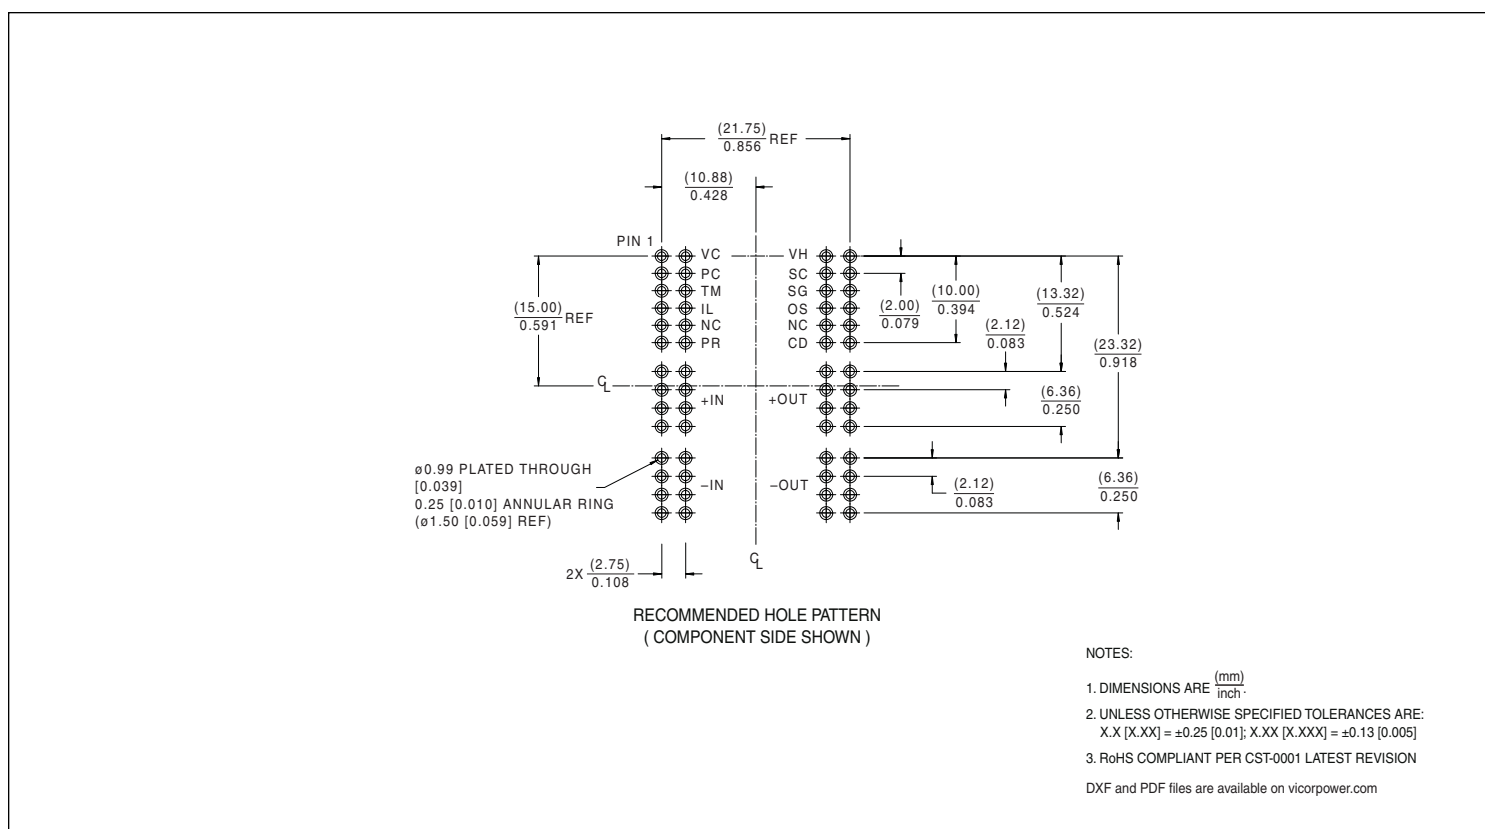 (21.75)
0.856 REF
(10.88)
0.428
PIN 1
VC VH
PC SC
TM SG
IL OS
NC NC
PR CD
(15.00)
0.591 REF
(2.00)
0.079
(10.00)
0.394
(2.12)
0.083
(13.32)
0.524
(23.32)
0.918
(6.36)
0.250
℄
+IN +OUT
–IN –OUT
(2.12)
0.083
(6.36)
0.250
ø0.99 PLATED THROUGH
[0.039]
0.25 [0.010] ANNULAR RING
(ø1.50 [0.059] REF)
℄
2X (2.75)
0.108
RECOMMENDED HOLE PATTERN
( COMPONENT SIDE SHOWN )
NOTES:
1. DIMENSIONS ARE (mm)
inch.
2. UNLESS OTHERWISE SPECIFIED TOLERANCES ARE:
X.X [X.XX] = ±0.25 [0.01]; X.XX [X.XXX] = ±0.13 [0.005]
3. RoHS COMPLIANT PER CST-0001 LATEST REVISION
DXF and PDF files are available on vicorpower.com